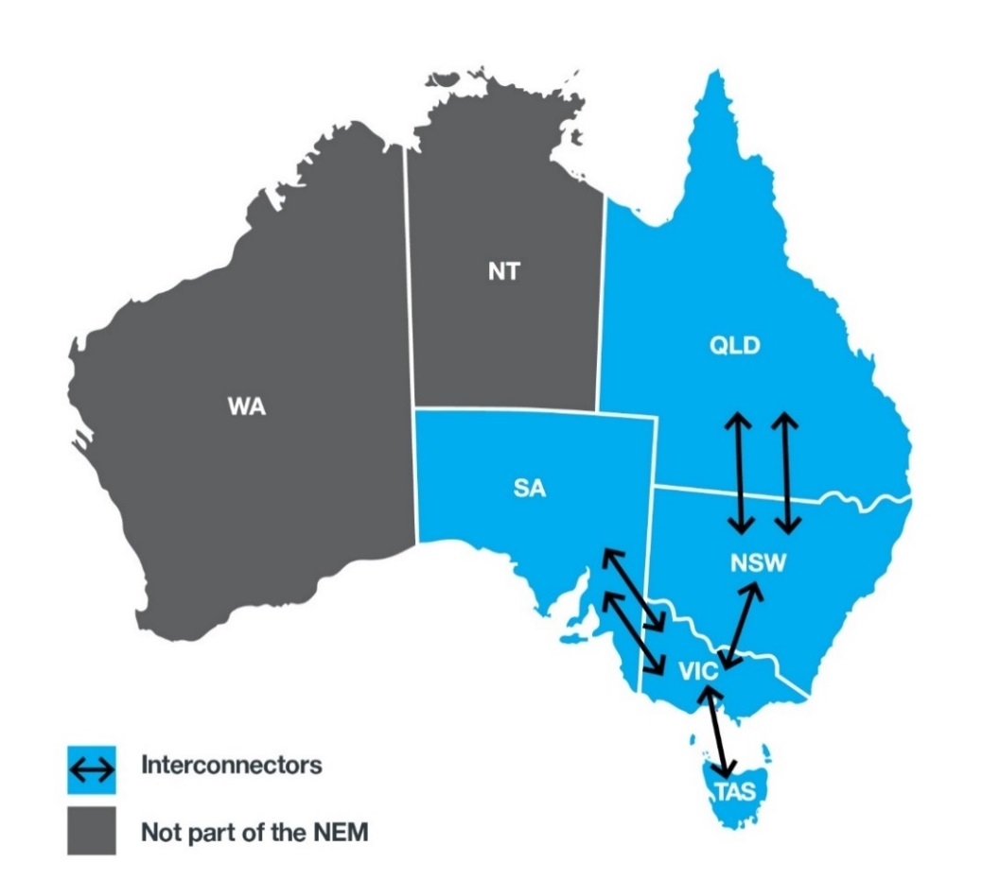 NT
QLD
WA
SA
NSW
VIC
TAS
Interconnectors
Not part of the NEM